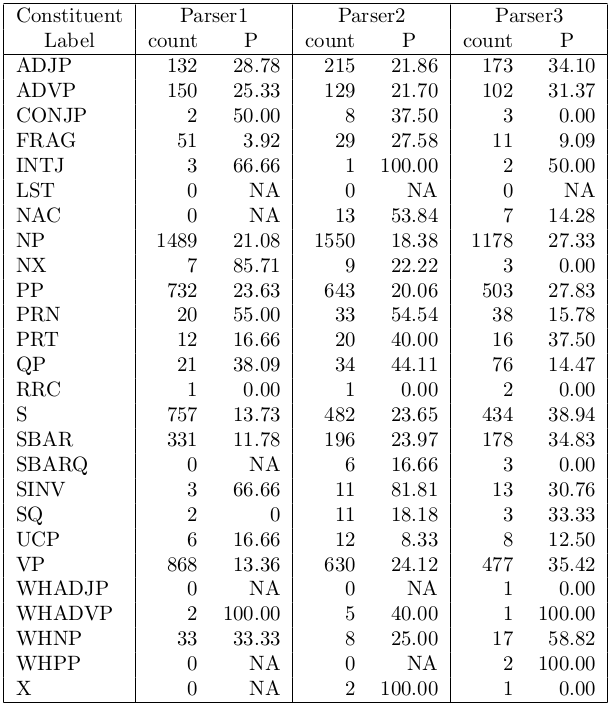 Constituent Parser1 Parser2 Parser3
Label count P count P count P
ADJP 132 28.78 215 21.86 173 34.10
ADVP 150 25.33 129 21.70 102 31.37
CONJP 2 50.00 8 37.50 3 0.00
FRAG 51 3.92 29 27.58 11 9.09
INTJ 3 66.66 1 100.00 2 50.00
LST 0 NA 0 NA 0 NA
NAC 0 NA 13 53.84 7 14.28
NP 1489 21.08 1550 18.38 1178 27.33
NX 7 85.71 9 22.22 3 0.00
PP 732 23.63 643 20.06 503 27.83
PRN 20 55.00 33 54.54 38 15.78
PRT 12 16.66 20 40.00 16 37.50
QP 21 38.09 34 44.11 76 14.47
RRC 1 0.00 1 0.00 2 0.00
S 757 13.73 482 23.65 434 38.94
SBAR 331 11.78 196 23.97 178 34.83
SBARQ 0 NA 6 16.66 3 0.00
SINV 3 66.66 11 81.81 13 30.76
SQ 2 0 11 18.18 3 33.33
UCP 6 16.66 12 8.33 8 12.50
VP 868 13.36 630 24.12 477 35.42
WHADJP 0 NA 0 NA 1 0.00
WHADVP 2 100.00 5 40.00 1 100.00
WHNP 33 33.33 8 25.00 17 58.82
WHPP 0 NA 0 NA 2 100.00
X 0 NA 2 100.00 1 0.00